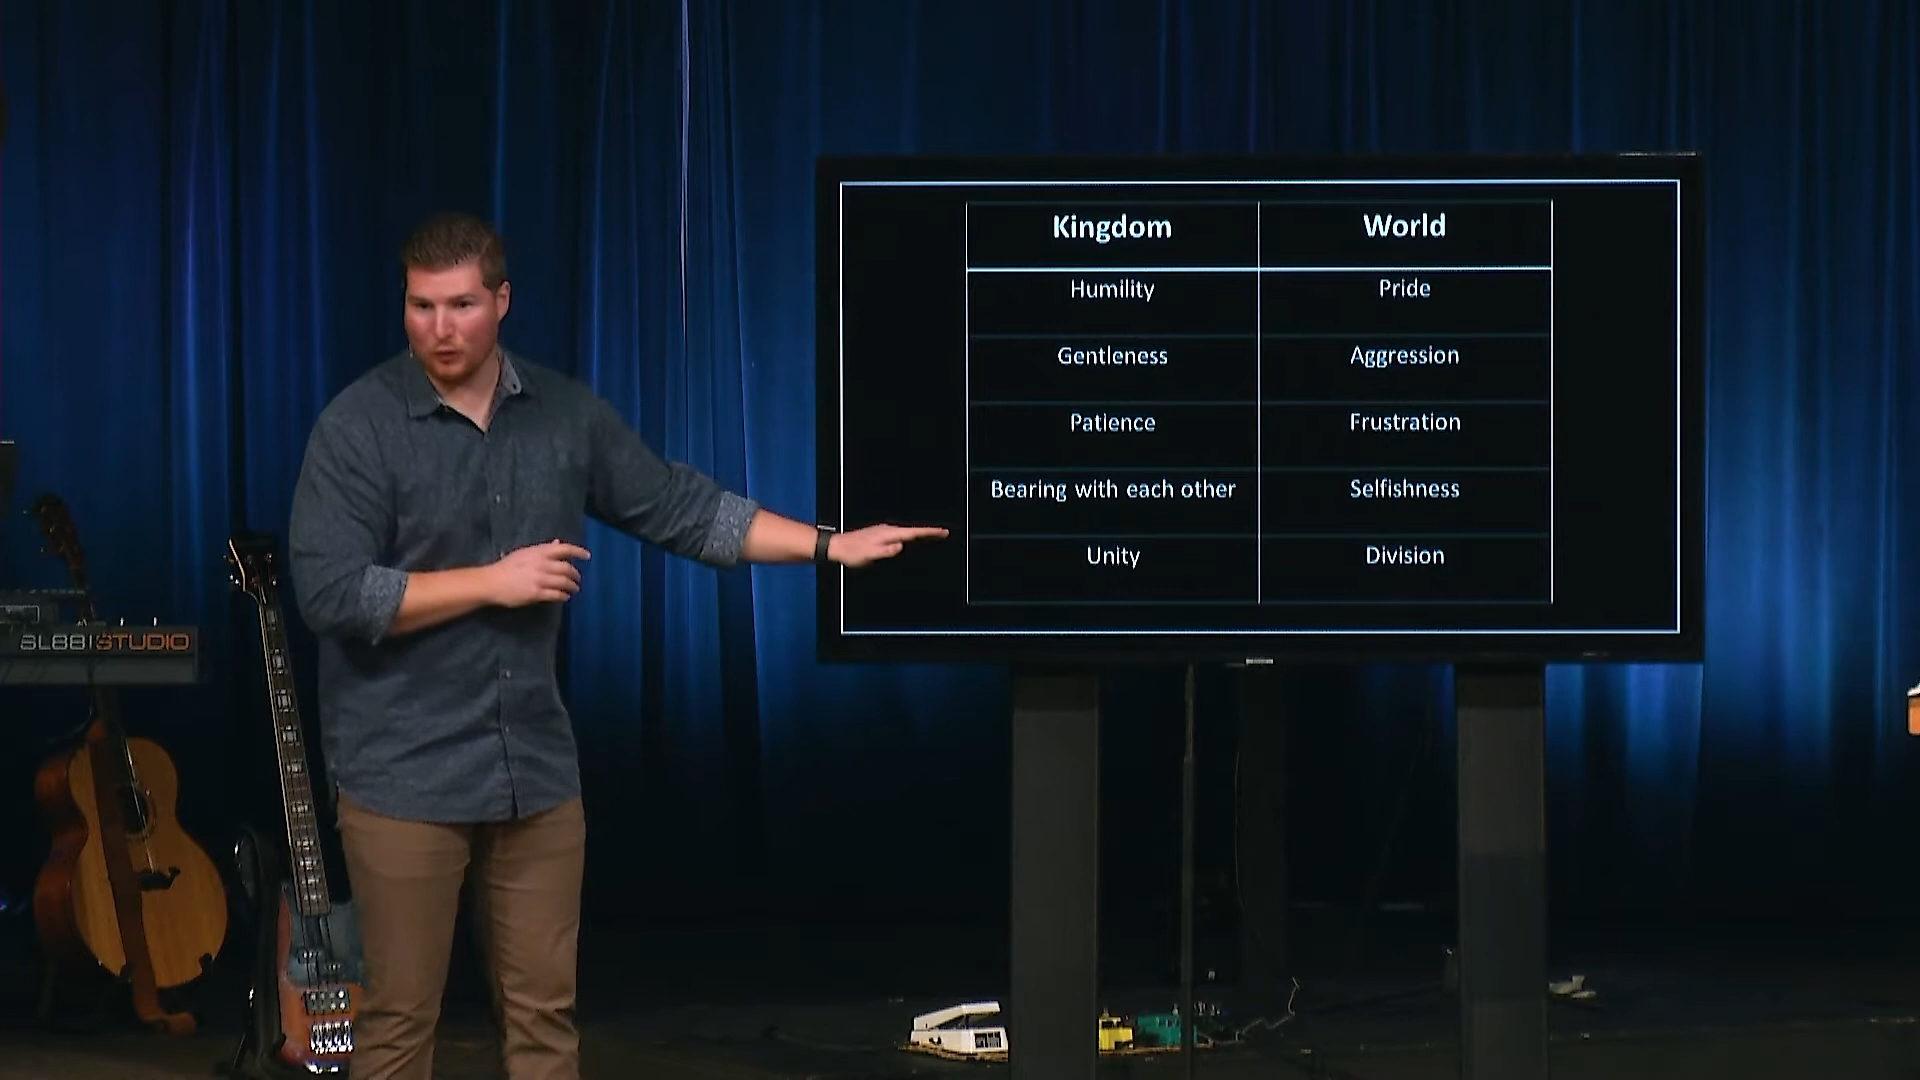 Kingdom World
Humility Pride
Gentleness Aggression
Patience Frustration
Bearing with each other Selfishness
Unity Division
SL88 STUDIO